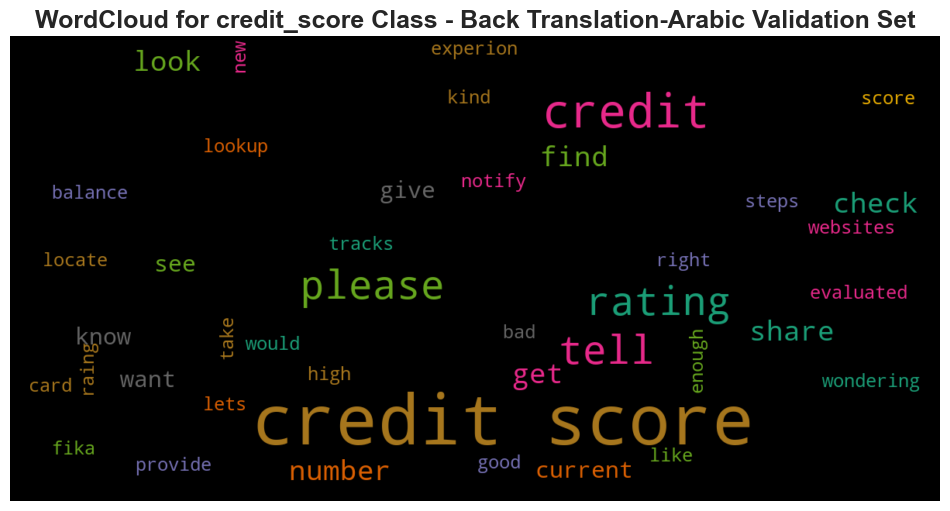 WordCloud for credit_score Class - Back Translation-Arabic Validation Set
experion
new
look
kind
score
credit
lookup
find
notify
balance
give
steps
check
websites
tracks
locate
see
right
please
evaluated
rating
share
know
take
would
bad
tell
enough
raing
card
want
high
get
wondering
lets
credit score
fika
provide
number
good
current
like